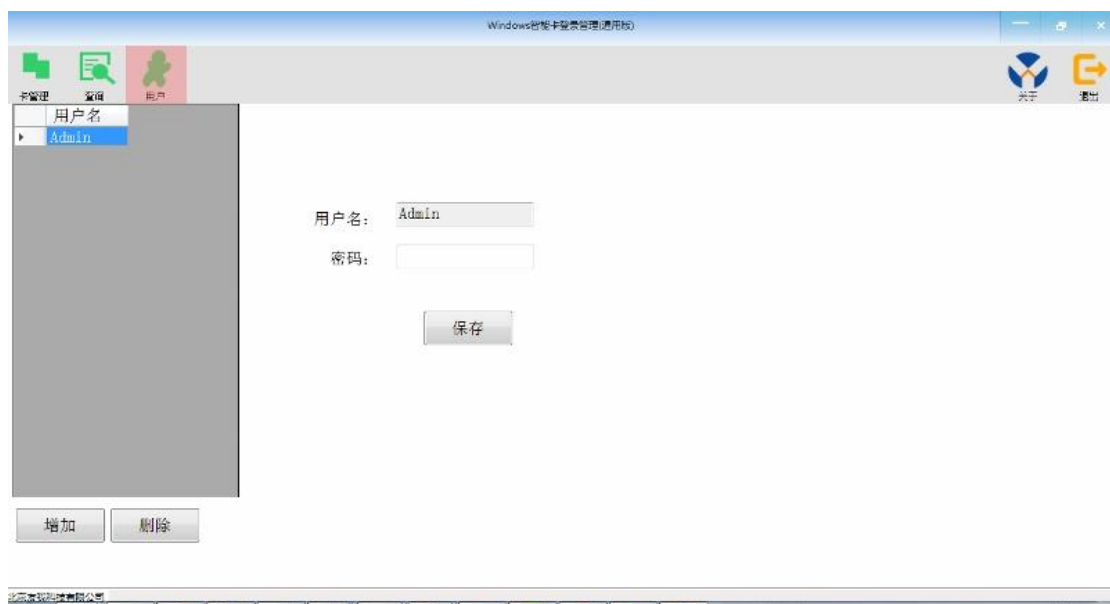 Windows智能卡登录管理(通用版)
卡管理 查询 用户 关于 退出
用户名
Admin
用户名： Admin
密码：
保存
增加 删除